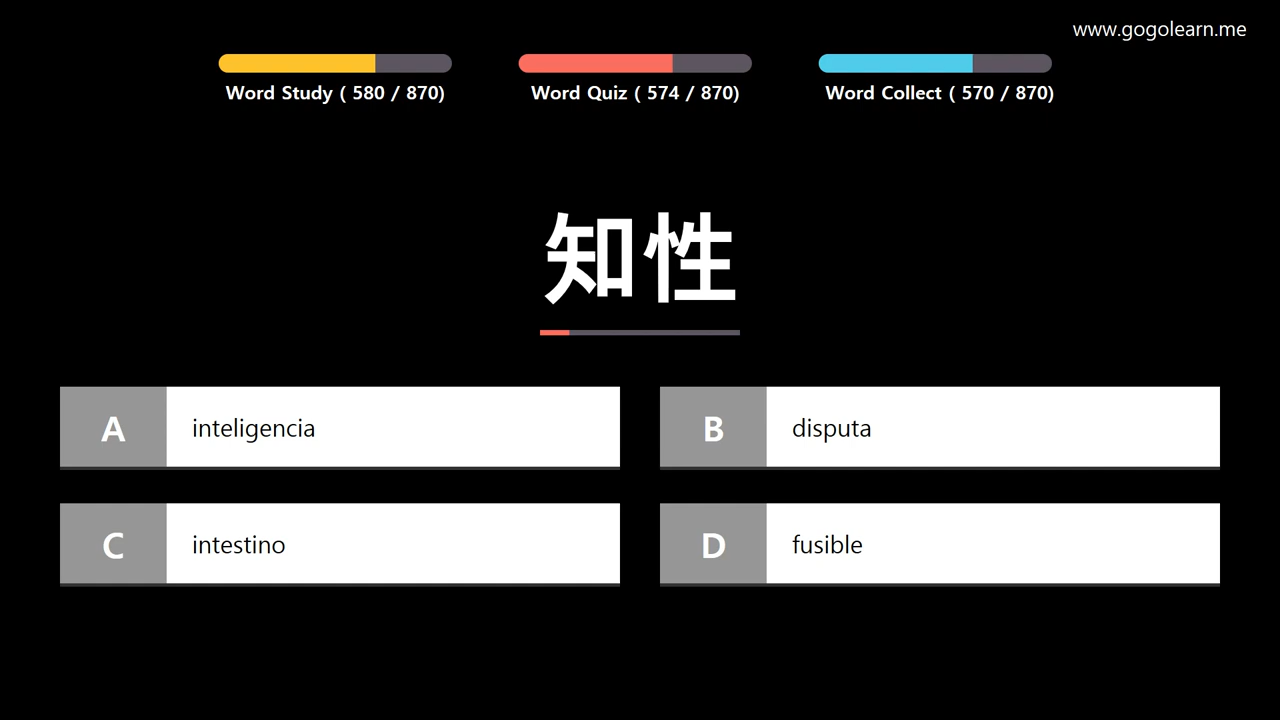 www.gogolearn.me
Word Study ( 580 / 870)
Word Quiz ( 574 / 870)
Word Collect ( 570 / 870)
知性
A inteligencia
B disputa
C intestino
D fusible